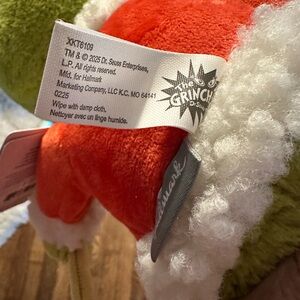 XKT6109
™ & © 2025 Dr. Seuss Enterprises,
L.P. All rights reserved.
Mfd. for Hallmark
Marketing Company, LLC K.C. MO 64141
0225
Wipe with damp cloth.
Nettoyer avec un linge humide.
The
GRINCH
Hallmark